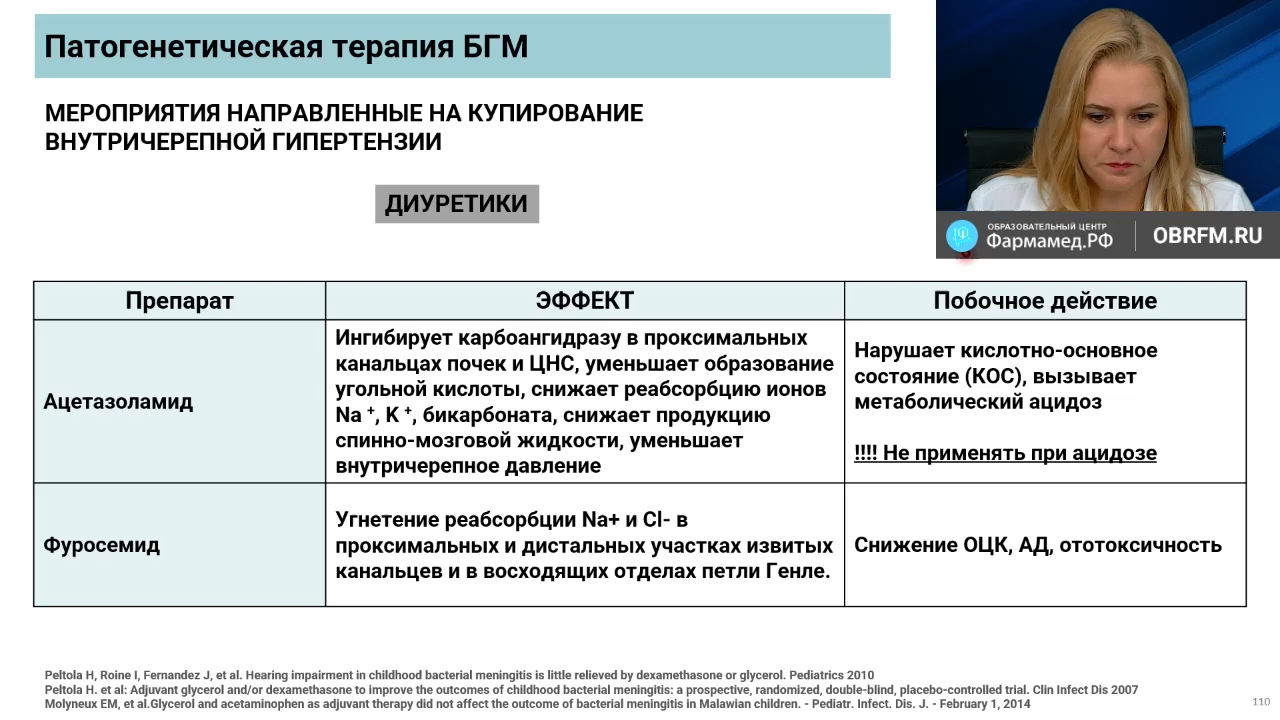 Патогенетическая терапия БГМ
МЕРОПРИЯТИЯ НАПРАВЛЕННЫЕ НА КУПИРОВАНИЕ
ВНУТРИЧЕРЕПНОЙ ГИПЕРТЕНЗИИ
ДИУРЕТИКИ
ОБРАЗОВАТЕЛЬНЫЙ ЦЕНТР
Фармамед.РФ
OBRFM.RU
Препарат
ЭФФЕКТ
Побочное действие
Ацетазоламид
Ингибирует карбоангидразу в проксимальных
канальцах почек и ЦНС, уменьшает образование
угольной кислоты, снижает реабсорбцию ионов
Na ⁺, K ⁺, бикарбоната, снижает продукцию
спинно-мозговой жидкости, уменьшает
внутричерепное давление
Нарушает кислотно-основное
состояние (КОС), вызывает
метаболический ацидоз
!!!! Не применять при ацидозе
Фуросемид
Угнетение реабсорбции Na+ и Cl- в
проксимальных и дистальных участках извитых
канальцев и в восходящих отделах петли Генле.
Снижение ОЦК, АД, ототоксичность
Peltola H, Roine I, Fernandez J, et al. Hearing impairment in childhood bacterial meningitis is little relieved by dexamethasone or glycerol. Pediatrics 2010
Peltola H. et al: Adjuvant glycerol and/or dexamethasone to improve the outcomes of childhood bacterial meningitis: a prospective, randomized, double-blind, placebo-controlled trial. Clin Infect Dis 2007
Molyneux EM, et al.Glycerol and acetaminophen as adjuvant therapy did not affect the outcome of bacterial meningitis in Malawian children. - Pediatr. Infect. Dis. J. - February 1, 2014
110